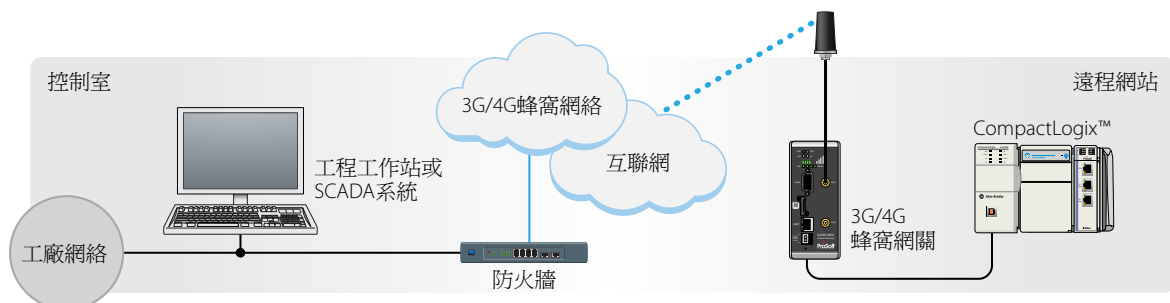 控制室
遠程網站
3G/4G蜂窩網絡
互聯網
CompactLogix™
工程工作站或
SCADA系統
3G/4G
蜂窩網關
ProSoft
Allen-Bradley
工廠網絡
防火牆